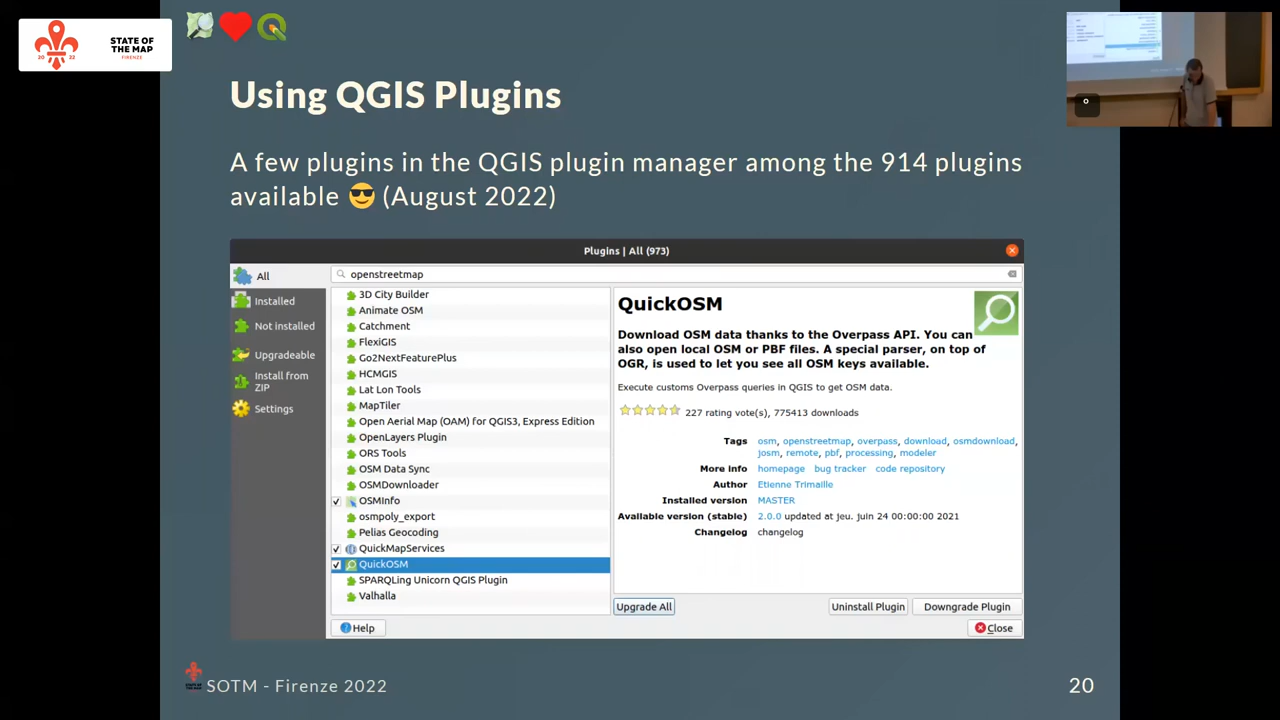 STATE OF
THE MAP
FIRENZE
20 22
Using QGIS Plugins
A few plugins in the QGIS plugin manager among the 914 plugins
available 😎 (August 2022)
Plugins | All (973)
All
Installed
Not installed
Upgradeable
Install from
ZIP
Settings
openstreetmap
3D City Builder
Animate OSM
Catchment
FlexiGIS
Go2NextFeaturePlus
HCMGIS
Lat Lon Tools
MapTiler
Open Aerial Map (OAM) for QGIS3, Express Edition
OpenLayers Plugin
ORS Tools
OSM Data Sync
OSMDownloader
OSMInfo
osmpoly_export
Pelias Geocoding
QuickMapServices
QuickOSM
SPARQLing Unicorn QGIS Plugin
Valhalla
Help
QuickOSM
Download OSM data thanks to the Overpass API. You can
also open local OSM or PBF files. A special parser, on top of
OGR, is used to let you see all OSM keys available.
Execute customs Overpass queries in QGIS to get OSM data.
227 rating vote(s), 775413 downloads
Tags osm, openstreetmap, overpass, download, osmdownload,
josm, remote, pbf, processing, modeler
More info homepage bug tracker code repository
Author Etienne Trimaille
Installed version MASTER
Available version (stable) 2.0.0 updated at jeu. juin 24 00:00:00 2021
Changelog changelog
Upgrade All
Uninstall Plugin
Downgrade Plugin
Close
SOTM - Firenze 2022
20